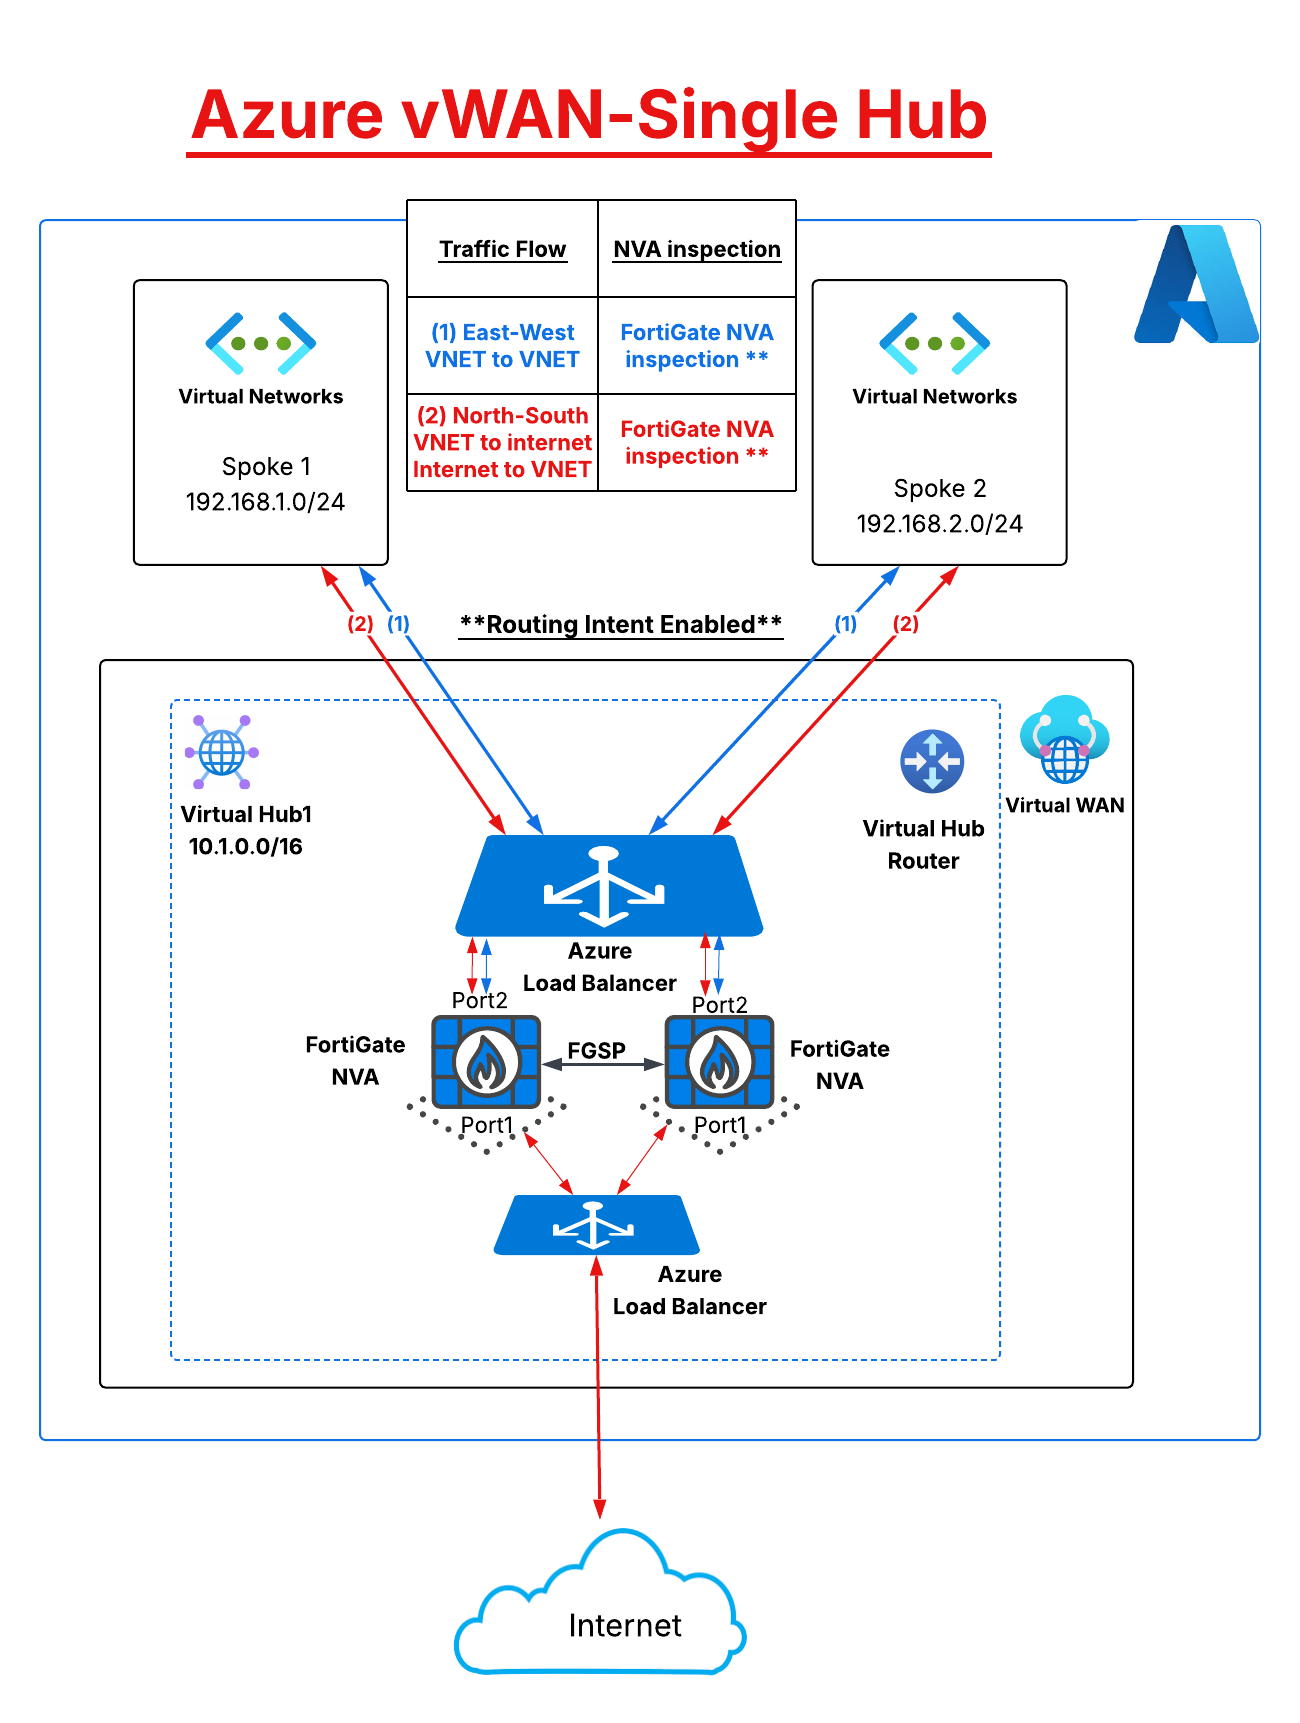 Azure vWAN-Single Hub
Traffic Flow
NVA inspection
(1) East-West
VNET to VNET
FortiGate NVA
inspection **
(2) North-South
VNET to internet
Internet to VNET
FortiGate NVA
inspection **
Virtual Networks
Spoke 1
192.168.1.0/24
Virtual Networks
Spoke 2
192.168.2.0/24
(2)
(1)
**Routing Intent Enabled**
(1)
(2)
Virtual Hub1
10.1.0.0/16
Virtual Hub
Router
Virtual WAN
Azure
Load Balancer
Port2
Port2
FortiGate
NVA
FGSP
FortiGate
NVA
Port1
Port1
Azure
Load Balancer
Internet